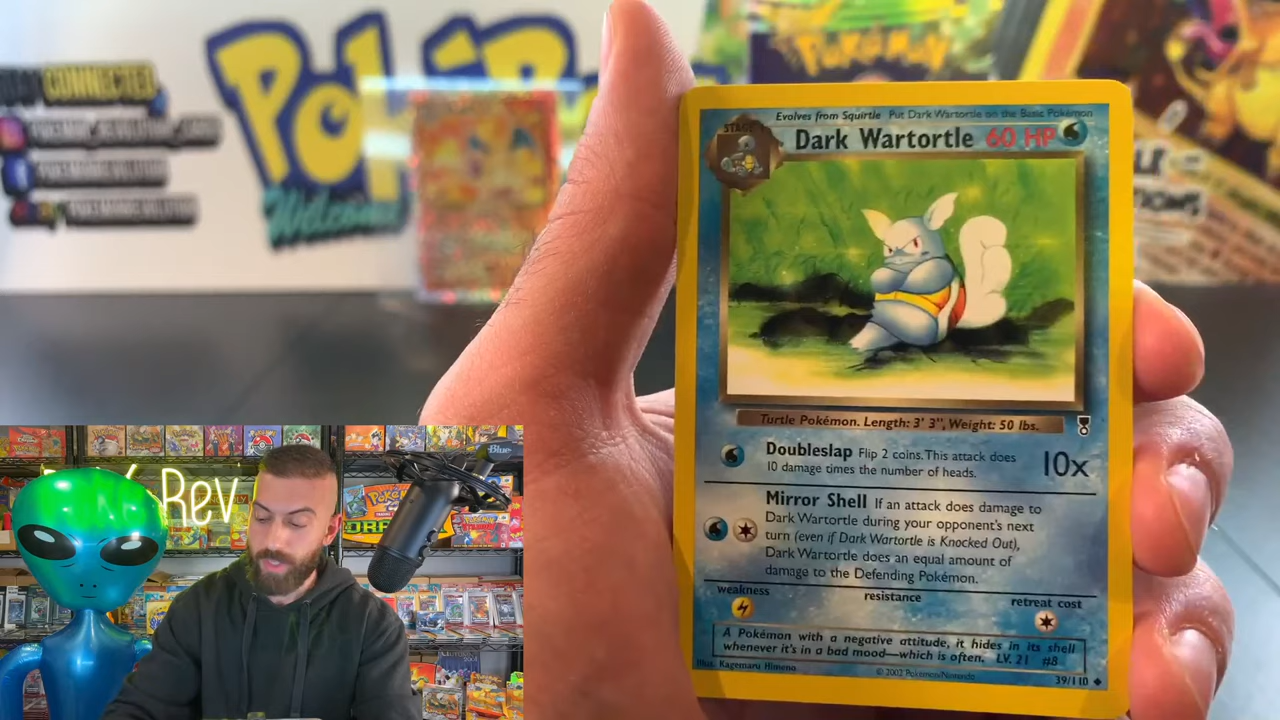 CONNECTED
Pok
Welcome
POKÉMON
Rev
Blue
Evolves from Squirtle Put Dark Wartortle on the Basic Pokémon
STAGE 1
Dark Wartortle 60 HP
Turtle Pokémon. Length: 3' 3", Weight: 50 lbs.
Doubleslap Flip 2 coins. This attack does
10 damage times the number of heads.
10x
Mirror Shell If an attack does damage to
Dark Wartortle during your opponent's next
turn (even if Dark Wartortle is Knocked Out),
Dark Wartortle does an equal amount of
damage to the Defending Pokémon.
weakness
resistance
retreat cost
A Pokémon with a negative attitude, it hides in its shell
whenever it's in a bad mood—which is often. LV. 21 #8
Illus. Kagemaru Himeno
© 2002 Pokémon/Nintendo
39/110